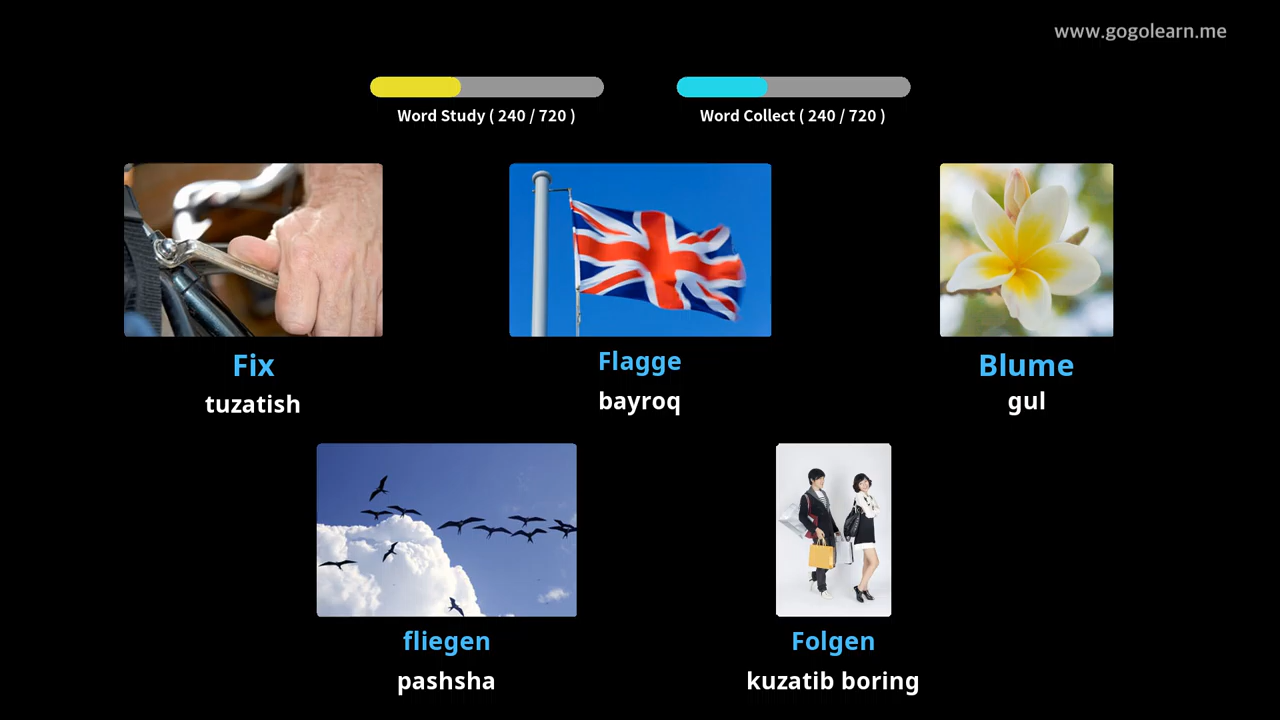 www.gogolearn.me
Word Study ( 240 / 720 )
Word Collect ( 240 / 720 )
Fix
tuzatish
Flagge
bayroq
Blume
gul
fliegen
pashsha
Folgen
kuzatib boring